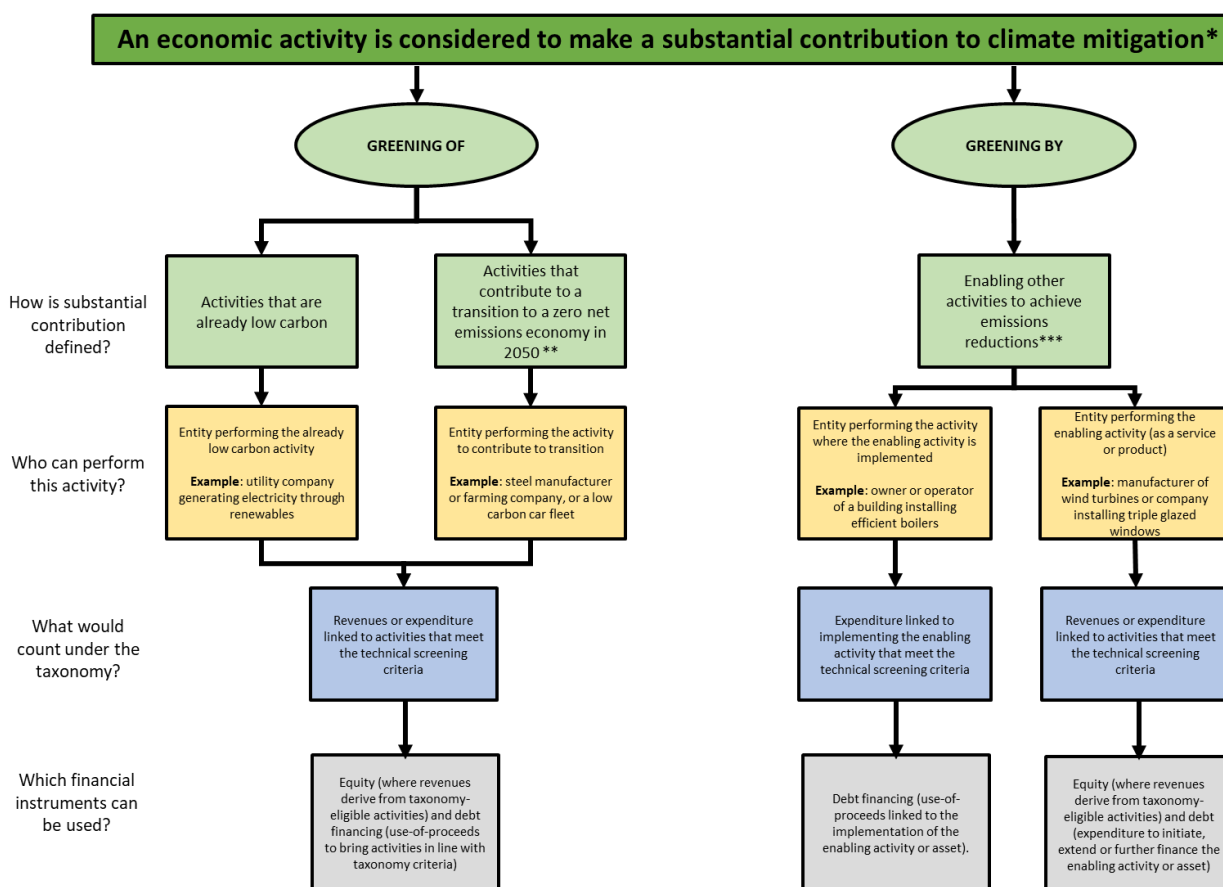 An economic activity is considered to make a substantial contribution to climate mitigation*
GREENING OF
GREENING BY
How is substantial
contribution
defined?
Activities that are
already low carbon
Activities that
contribute to a
transition to a zero net
emissions economy in
2050 **
Enabling other
activities to achieve
emissions
reductions***
Who can perform
this activity?
Entity performing the already
low carbon activity
Example: utility company
generating electricity through
renewables
Entity performing the activity
to contribute to transition
Example: steel manufacturer
or farming company, or a low
carbon car fleet
Entity performing the activity
where the enabling activity is
implemented
Example: owner or operator
of a building installing
efficient boilers
Entity performing the
enabling activity (as a service
or product)
Example: manufacturer of
wind turbines or company
installing triple glazed
windows
What would
count under the
taxonomy?
Revenues or expenditure
linked to activities that meet
the technical screening
criteria
Expenditure linked to
implementing the enabling
activity that meet the
technical screening criteria
Revenues or expenditure
linked to activities that meet
the technical screening
criteria
Which financial
instruments can
be used?
Equity (where revenues
derive from taxonomy-
eligible activities) and debt
financing (use-of-proceeds
to bring activities in line with
taxonomy criteria)
Debt financing (use-of-
proceeds linked to the
implementation of the
enabling activity or asset).
Equity (where revenues
derive from taxonomy-
eligible activities) and debt
(expenditure to initiate,
extend or further finance the
enabling activity or asset)